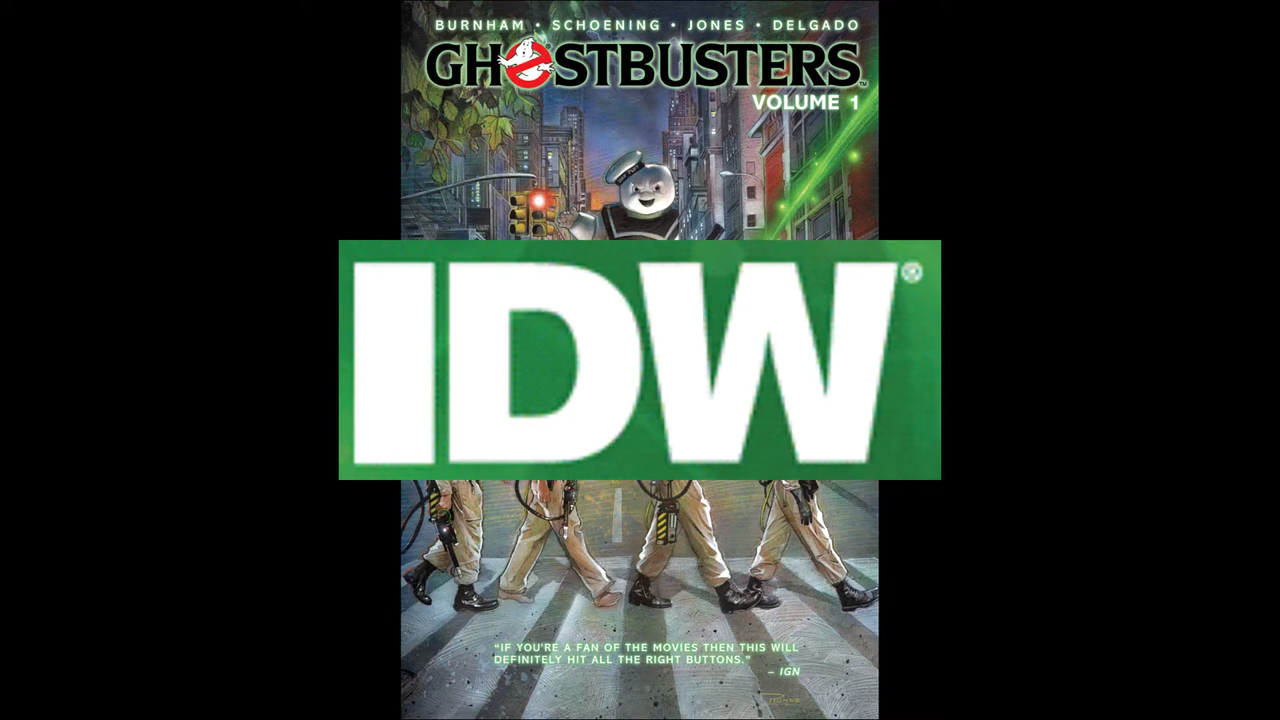 BURNHAM • SCHOENING • JONES • DELGADO
GHOSTBUSTERS™
VOLUME 1
IDW®
"IF YOU'RE A FAN OF THE MOVIES THEN THIS WILL
DEFINITELY HIT ALL THE RIGHT BUTTONS."
– IGN